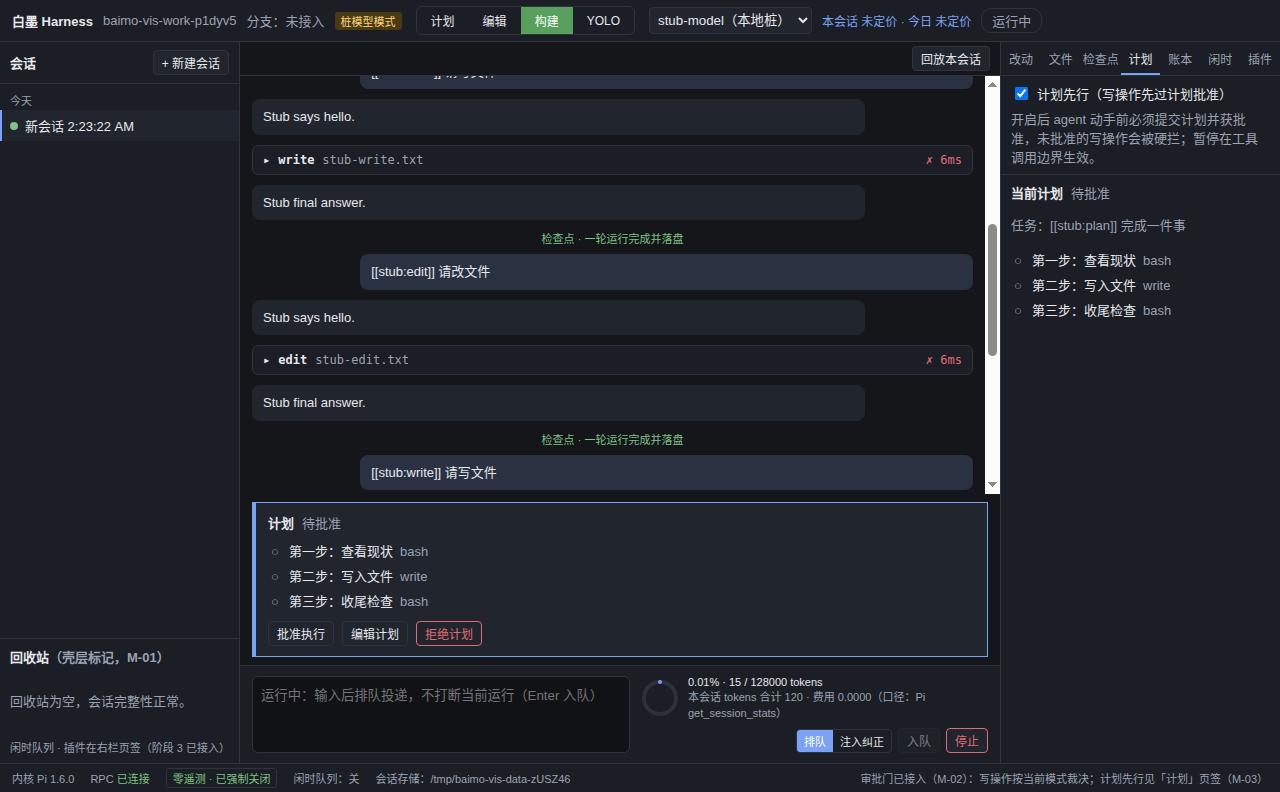 白墨 Harness baimo-vis-work-p1dyv5 分支：未接入 桩模型模式 计划 编辑 构建 YOLO stub-model（本地桩） 本会话 未定价 · 今日 未定价 运行中
会话 + 新建会话
今天
新会话 2:23:22 AM
回收站（壳层标记，M-01）
回收站为空，会话完整性正常。
闲时队列 · 插件在右栏页签（阶段 3 已接入）
回放本会话
Stub says hello.
▸ write stub-write.txt ✗ 6ms
Stub final answer.
检查点 · 一轮运行完成并落盘
[[stub:edit]] 请改文件
Stub says hello.
▸ edit stub-edit.txt ✗ 6ms
Stub final answer.
检查点 · 一轮运行完成并落盘
[[stub:write]] 请写文件
计划 待批准
○ 第一步：查看现状 bash
○ 第二步：写入文件 write
○ 第三步：收尾检查 bash
批准执行 编辑计划 拒绝计划
运行中：输入后排队投递，不打断当前运行（Enter 入队）
0.01% · 15 / 128000 tokens
本会话 tokens 合计 120 · 费用 0.0000（口径：Pi
get_session_stats）
排队 注入纠正 入队 停止
改动 文件 检查点 计划 账本 闲时 插件
计划先行（写操作先过计划批准）
开启后 agent 动手前必须提交计划并获批
准，未批准的写操作会被硬拦；暂停在工具
调用边界生效。
当前计划 待批准
任务：[[stub:plan]] 完成一件事
○ 第一步：查看现状 bash
○ 第二步：写入文件 write
○ 第三步：收尾检查 bash
内核 Pi 1.6.0 RPC 已连接 零遥测 · 已强制关闭 闲时队列：关 会话存储：/tmp/baimo-vis-data-zUSZ46 审批门已接入（M-02）：写操作按当前模式裁决；计划先行见「计划」页签（M-03）